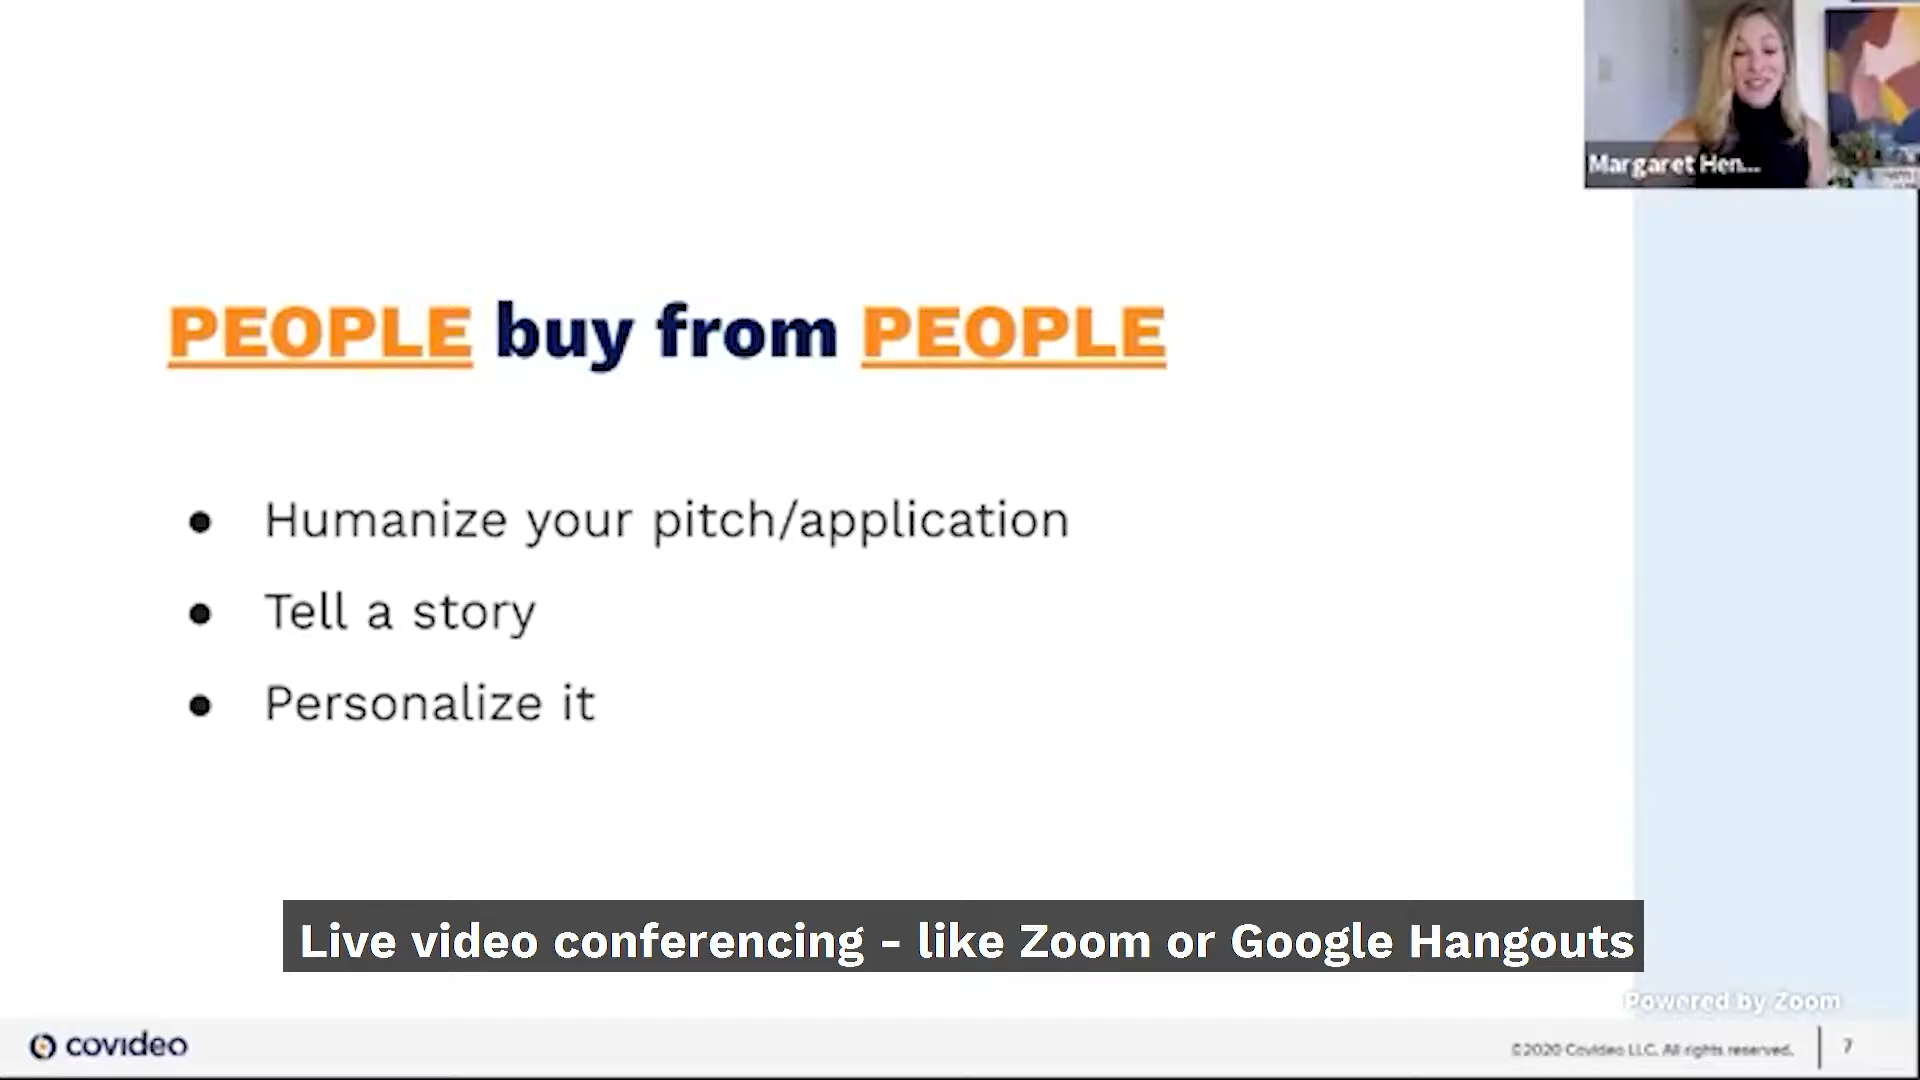 Margaret Hen...
PEOPLE buy from PEOPLE
● Humanize your pitch/application
● Tell a story
● Personalize it
Live video conferencing - like Zoom or Google Hangouts
Powered by Zoom
covideo
©2020 Covideo LLC. All rights reserved.
7